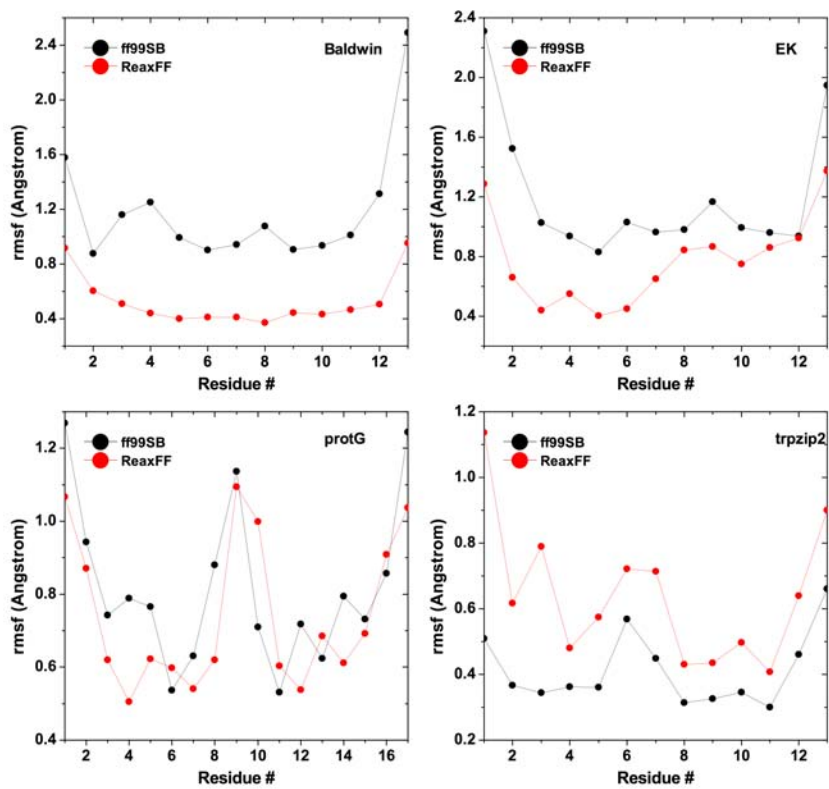 2.4
2.0
1.6
1.2
0.8
0.4
rmsf (Angstrom)
ff99SB
ReaxFF
Baldwin
2 4 6 8 10 12
Residue #
2.4
2.0
1.6
1.2
0.8
0.4
rmsf (Angstrom)
ff99SB
ReaxFF
EK
2 4 6 8 10 12
Residue #
1.2
1.0
0.8
0.6
0.4
rmsf (Angstrom)
ff99SB
ReaxFF
protG
2 4 6 8 10 12 14 16
Residue #
1.2
1.0
0.8
0.6
0.4
0.2
rmsf (Angstrom)
ff99SB
ReaxFF
trpzip2
2 4 6 8 10 12
Residue #